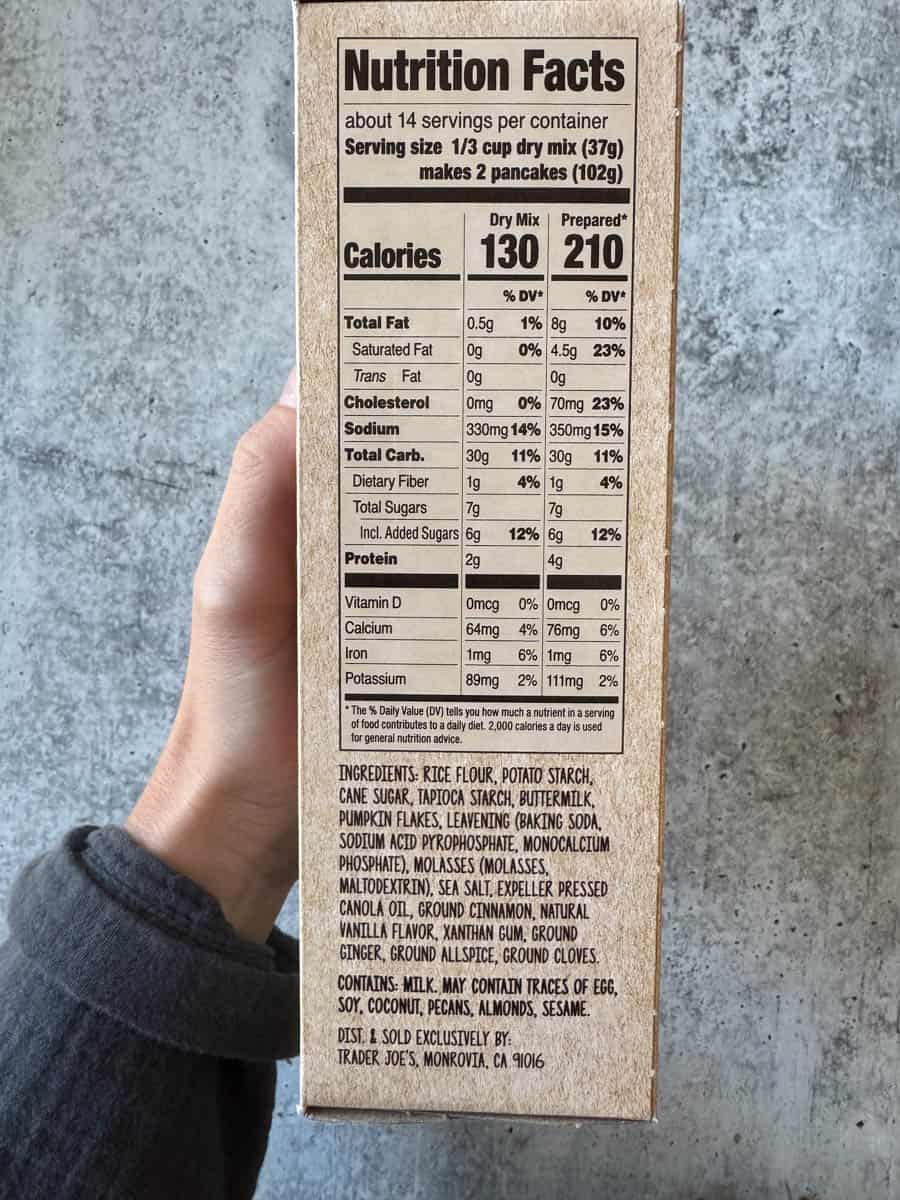 Nutrition Facts
about 14 servings per container
Serving size 1/3 cup dry mix (37g)
makes 2 pancakes (102g)
Dry Mix Prepared*
Calories 130 210
% DV* % DV*
Total Fat 0.5g 1% 8g 10%
Saturated Fat 0g 0% 4.5g 23%
Trans Fat 0g 0g
Cholesterol 0mg 0% 70mg 23%
Sodium 330mg 14% 350mg 15%
Total Carb. 30g 11% 30g 11%
Dietary Fiber 1g 4% 1g 4%
Total Sugars 7g 7g
Incl. Added Sugars 6g 12% 6g 12%
Protein 2g 4g
Vitamin D 0mcg 0% 0mcg 0%
Calcium 64mg 4% 76mg 6%
Iron 1mg 6% 1mg 6%
Potassium 89mg 2% 111mg 2%
* The % Daily Value (DV) tells you how much a nutrient in a serving
of food contributes to a daily diet. 2,000 calories a day is used
for general nutrition advice.
INGREDIENTS: RICE FLOUR, POTATO STARCH,
CANE SUGAR, TAPIOCA STARCH, BUTTERMILK,
PUMPKIN FLAKES, LEAVENING (BAKING SODA,
SODIUM ACID PYROPHOSPHATE, MONOCALCIUM
PHOSPHATE), MOLASSES (MOLASSES,
MALTODEXTRIN), SEA SALT, EXPELLER PRESSED
CANOLA OIL, GROUND CINNAMON, NATURAL
VANILLA FLAVOR, XANTHAN GUM, GROUND
GINGER, GROUND ALLSPICE, GROUND CLOVES.
CONTAINS: MILK. MAY CONTAIN TRACES OF EGG,
SOY, COCONUT, PECANS, ALMONDS, SESAME.
DIST. & SOLD EXCLUSIVELY BY:
TRADER JOE'S, MONROVIA, CA 91016